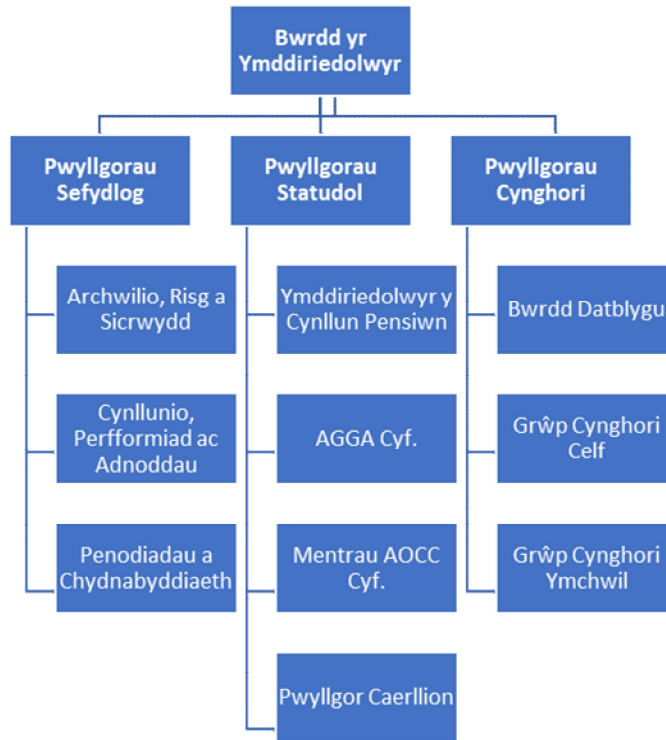 Bwrdd yr
Ymddiriedolwyr
Pwyllgorau
Sefydlog
Archwilio, Risg a
Sicrwydd
Cynllunio,
Perfformiad ac
Adnoddau
Penodiadau a
Chydnabyddiaeth
Pwyllgorau
Statudol
Ymddiriedolwyr y
Cynllun Pensiwn
AGGA Cyf.
Mentrau AOCC
Cyf.
Pwyllgor Caerllion
Pwyllgorau
Cynghori
Bwrdd Datblygu
Grŵp Cynghori
Celf
Grŵp Cynghori
Ymchwil